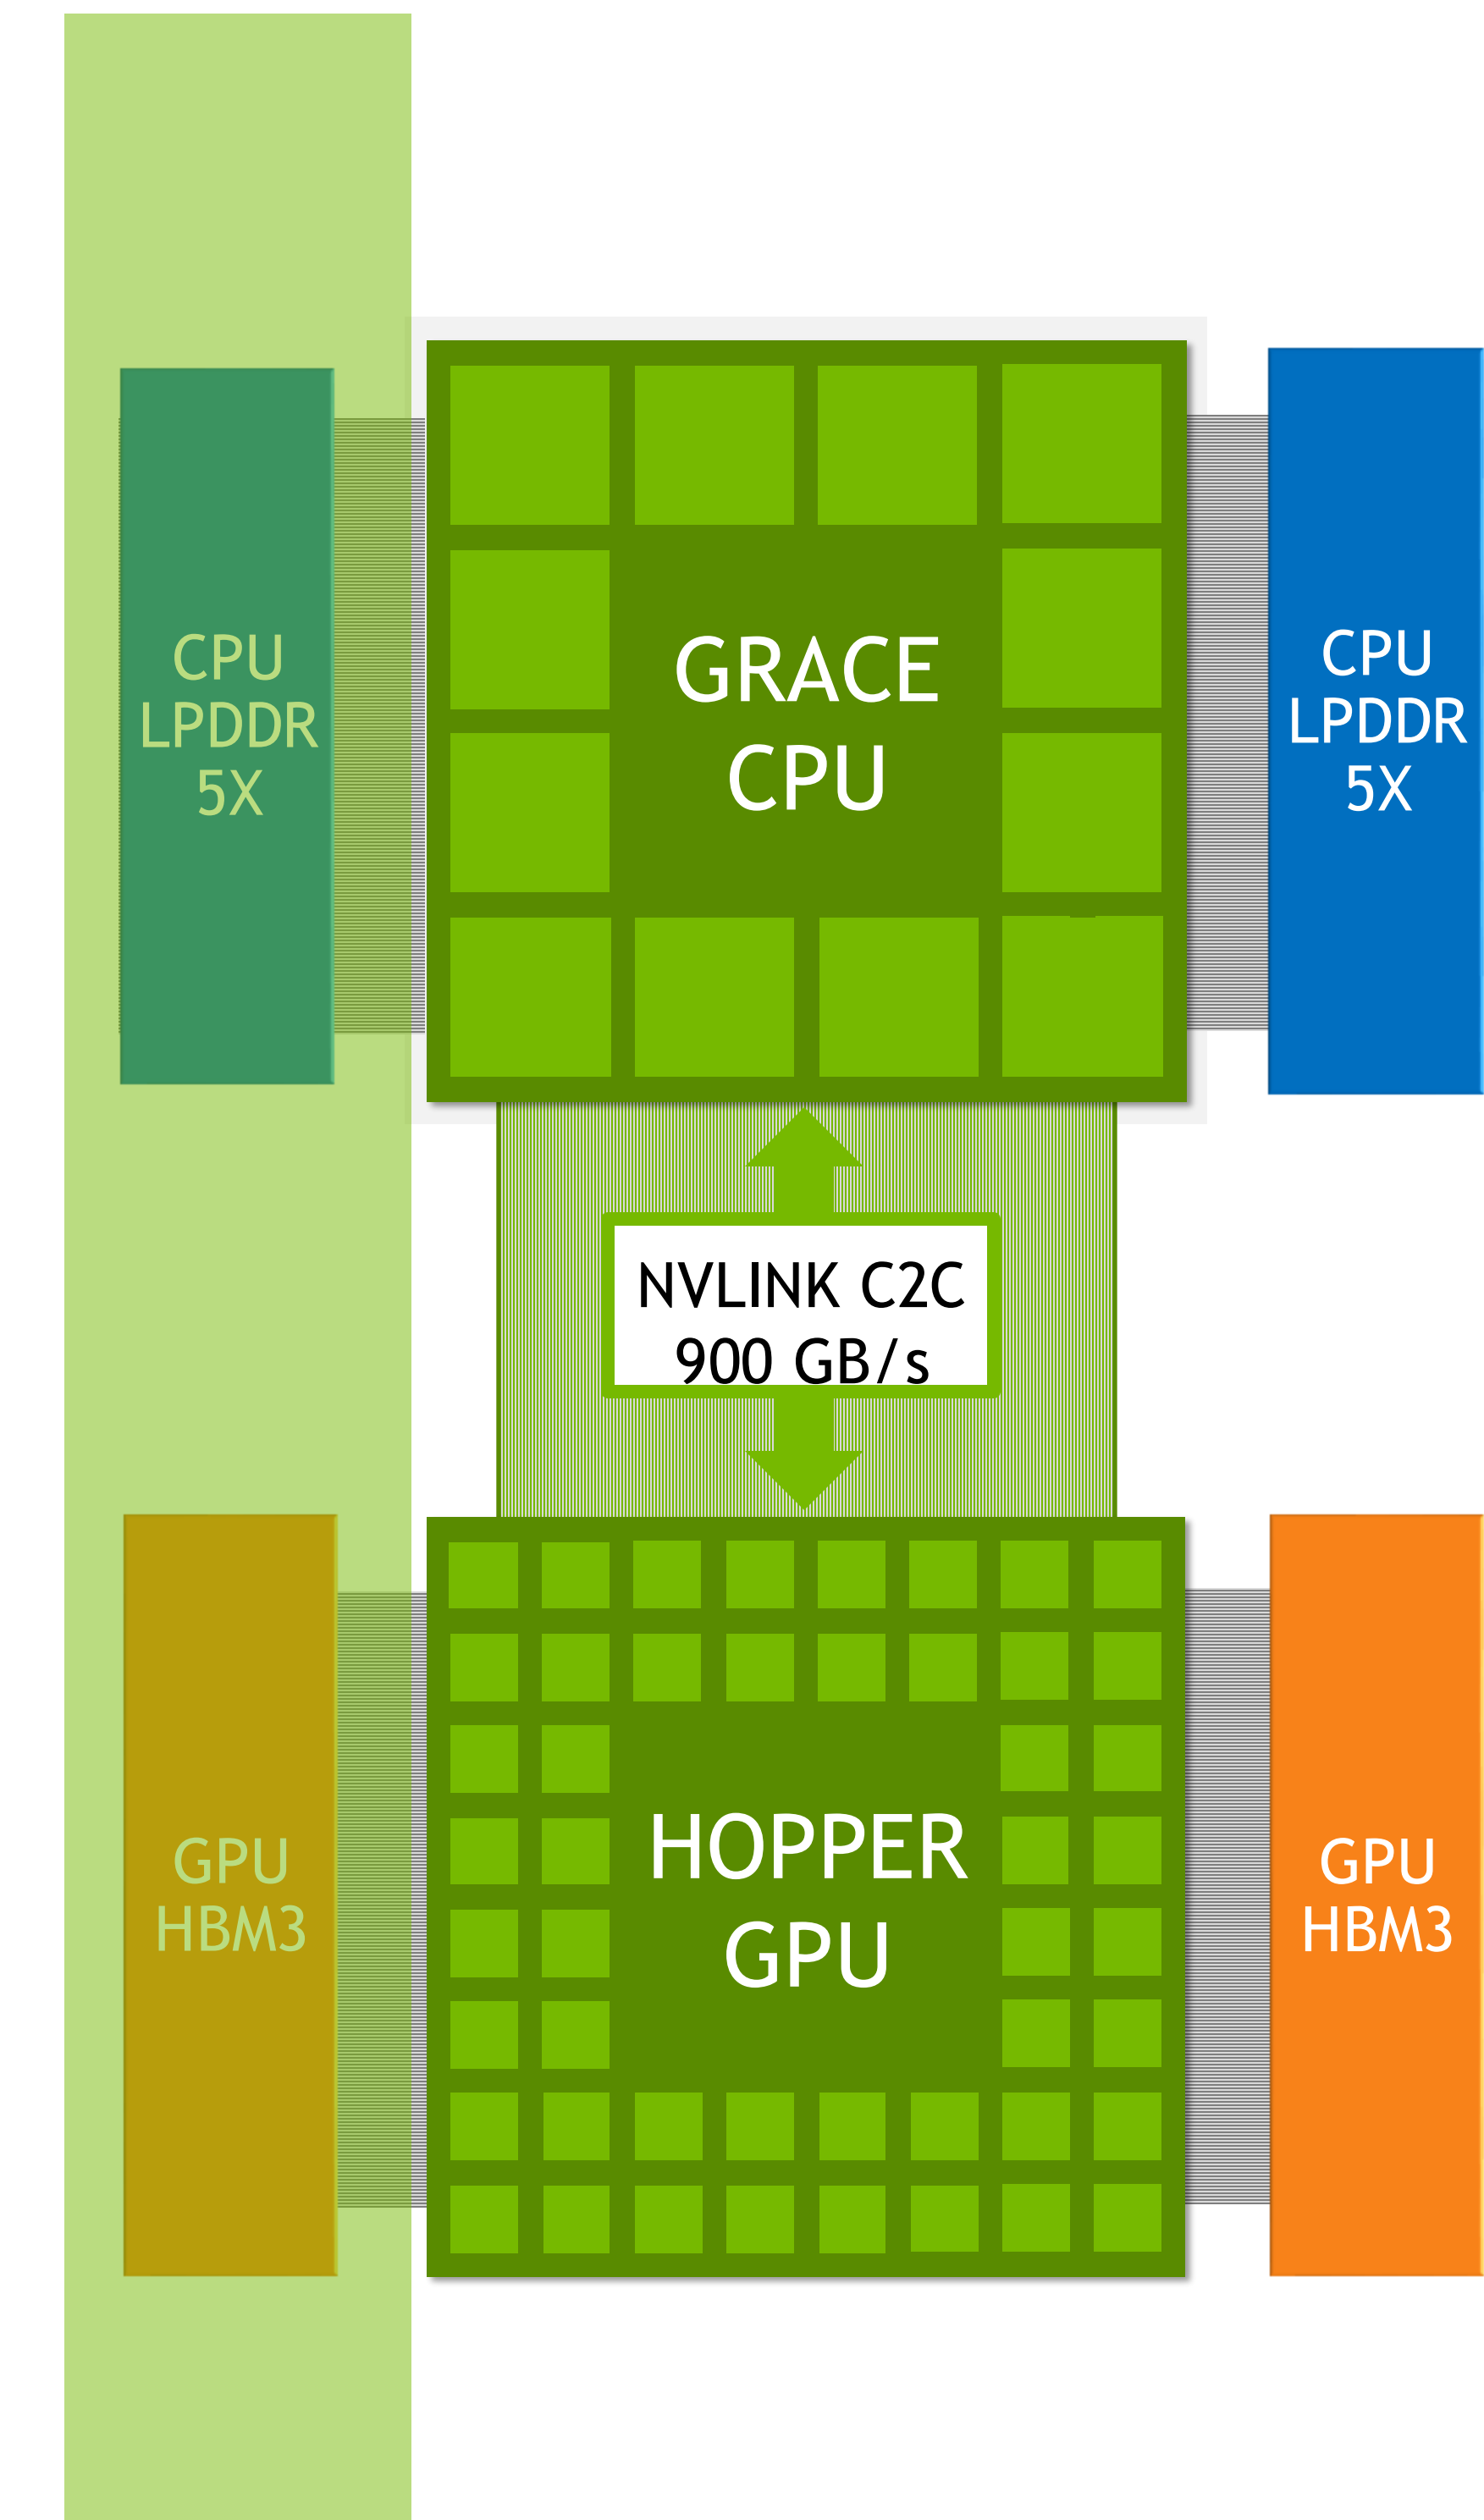 CPU
LPDDR
5X
GRACE
CPU
CPU
LPDDR
5X
NVLINK C2C
900 GB/s
GPU
HBM3
HOPPER
GPU
GPU
HBM3